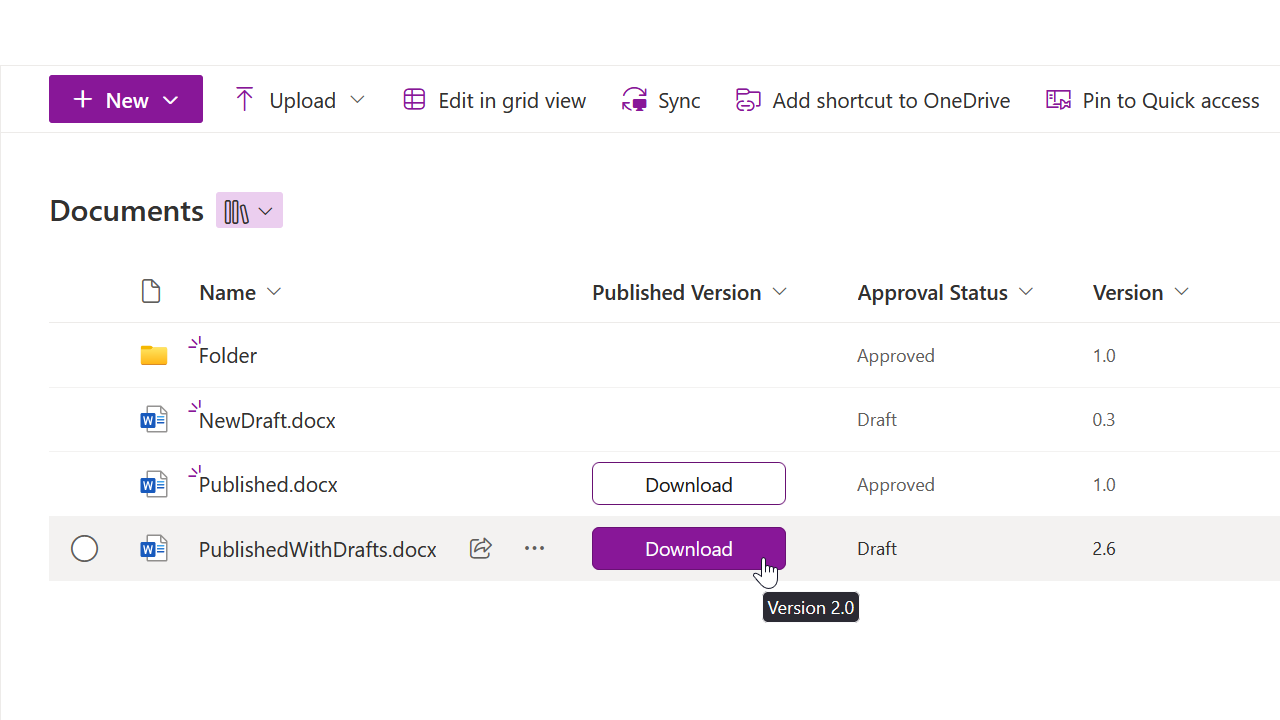 New Upload Edit in grid view Sync Add shortcut to OneDrive Pin to Quick access
Documents
Name Published Version Approval Status Version
Folder Approved 1.0
NewDraft.docx Draft 0.3
Published.docx Download Approved 1.0
PublishedWithDrafts.docx Download Draft 2.6
Version 2.0